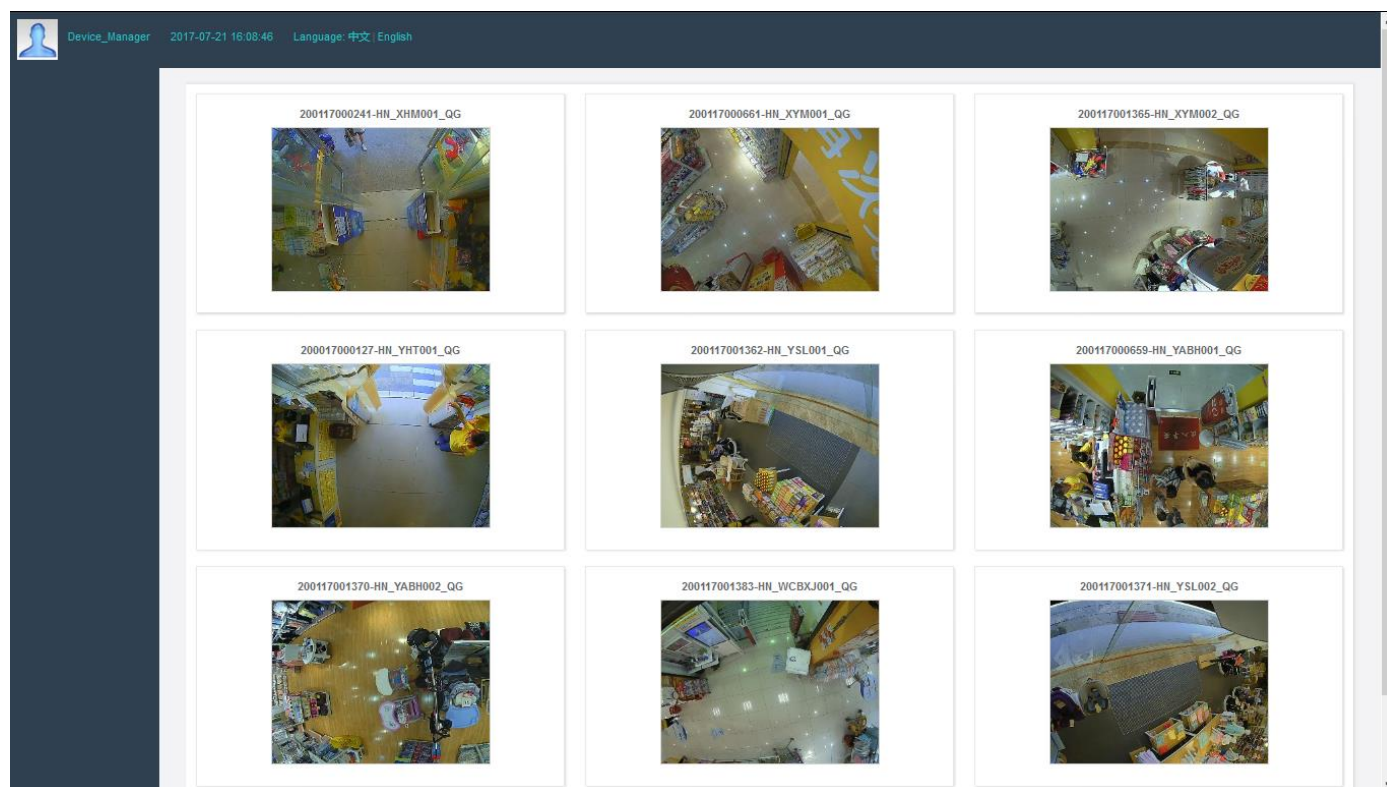 Device_Manager 2017-07-21 16:08:46 Language: 中文 | English
200117000241-HN_XHM001_QG
200117000661-HN_XYM001_QG
200117001365-HN_XYM002_QG
200017000127-HN_YHT001_QG
200117001362-HN_YSL001_QG
200117000659-HN_YABH001_QG
200117001370-HN_YABH002_QG
200117001383-HN_WCBXJ001_QG
200117001371-HN_YSL002_QG